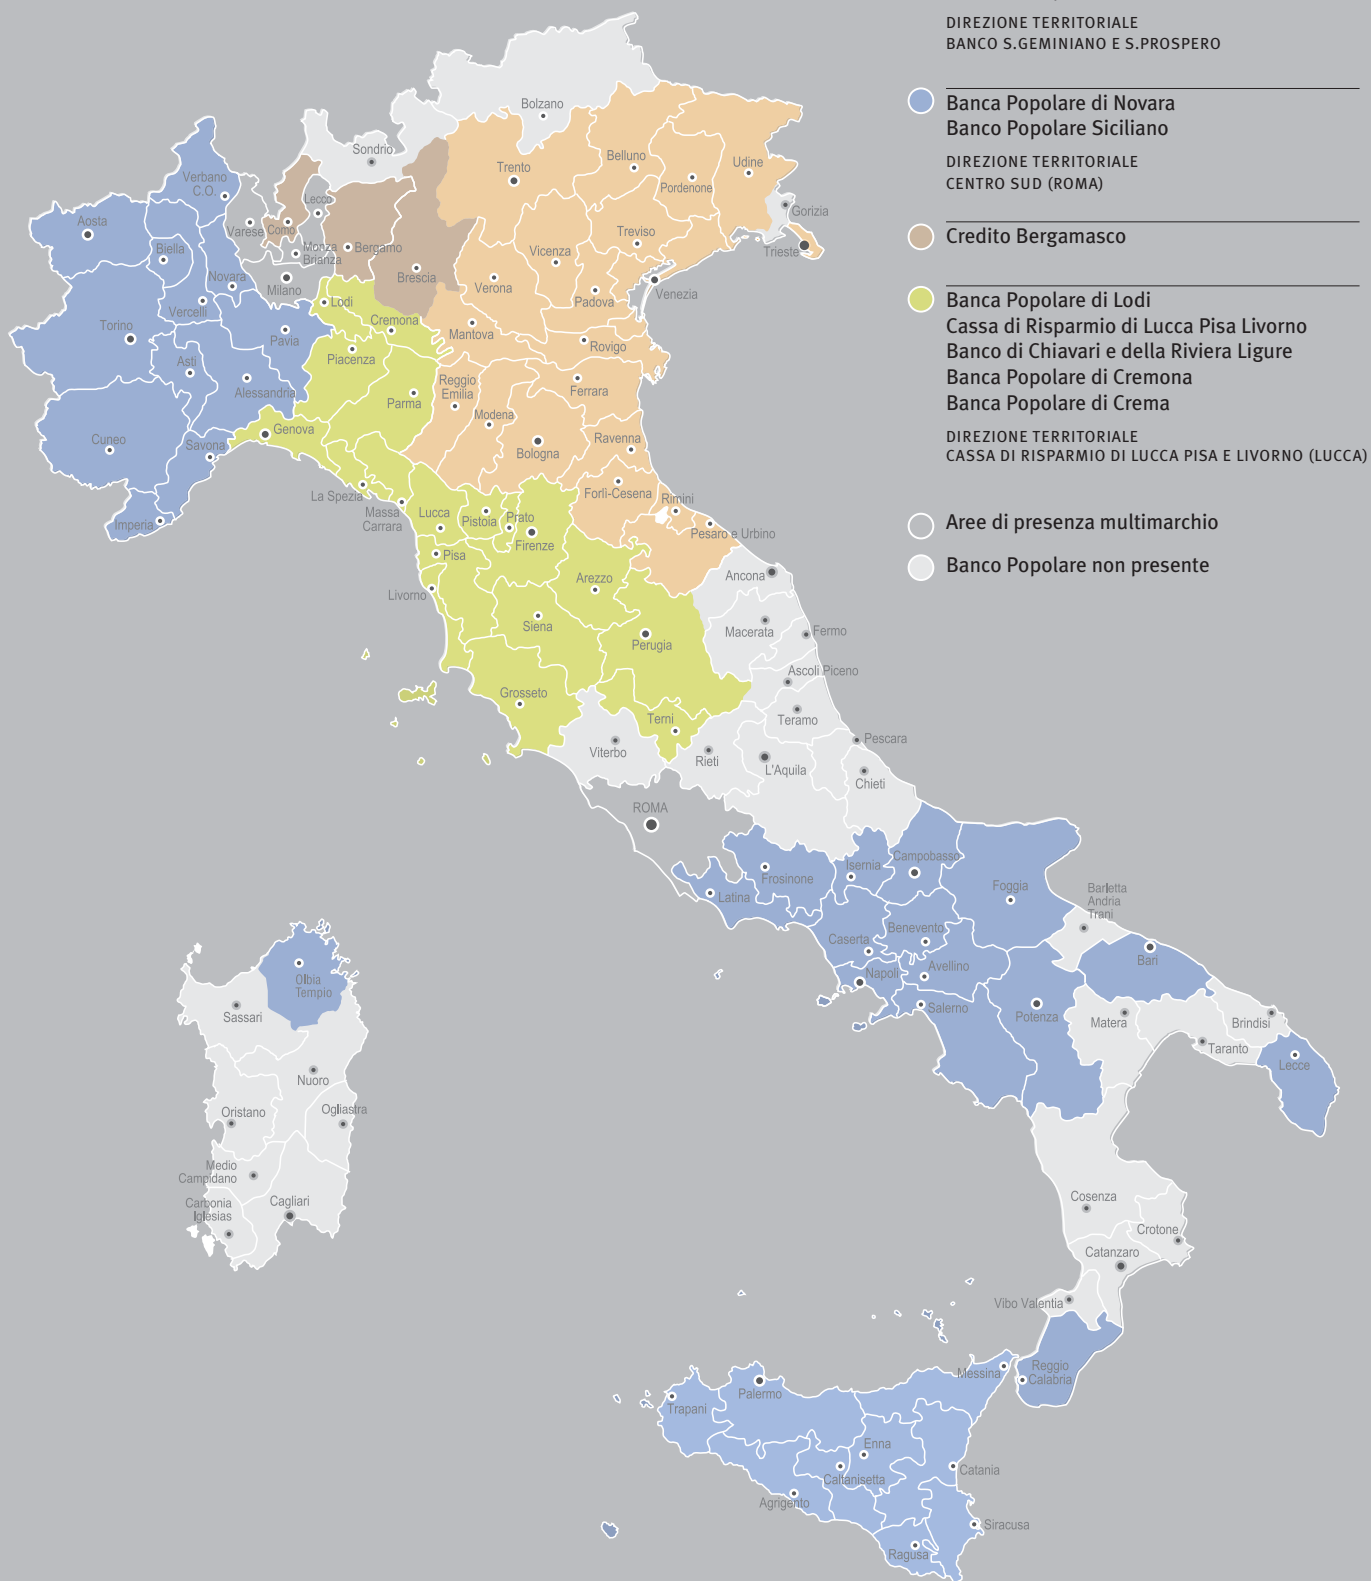 DIREZIONE TERRITORIALE
BANCO S.GEMINIANO E S.PROSPERO
Banca Popolare di Novara
Banco Popolare Siciliano
DIREZIONE TERRITORIALE
CENTRO SUD (ROMA)
Credito Bergamasco
Banca Popolare di Lodi
Cassa di Risparmio di Lucca Pisa Livorno
Banco di Chiavari e della Riviera Ligure
Banca Popolare di Cremona
Banca Popolare di Crema
DIREZIONE TERRITORIALE
CASSA DI RISPARMIO DI LUCCA PISA E LIVORNO (LUCCA)
Aree di presenza multimarchio
Banco Popolare non presente
Bolzano
Sondrio
Trento
Belluno
Pordenone
Udine
Gorizia
Trieste
Verbano
C.O.
Aosta
Biella
Varese
Como
Lecco
Monza
Brianza
Bergamo
Brescia
Novara
Milano
Vercelli
Torino
Pavia
Lodi
Cremona
Vicenza
Treviso
Verona
Padova
Venezia
Mantova
Rovigo
Asti
Alessandria
Piacenza
Parma
Reggio
Emilia
Modena
Ferrara
Bologna
Ravenna
Cuneo
Savona
Genova
Imperia
La Spezia
Massa
Carrara
Forlì-Cesena
Rimini
Pesaro e Urbino
Lucca
Pistoia
Prato
Firenze
Pisa
Livorno
Arezzo
Siena
Perugia
Grosseto
Terni
Ancona
Macerata
Fermo
Ascoli Piceno
Teramo
Pescara
Viterbo
Rieti
L'Aquila
Chieti
ROMA
Latina
Frosinone
Isernia
Campobasso
Foggia
Barletta
Andria
Trani
Bari
Caserta
Benevento
Napoli
Avellino
Salerno
Potenza
Matera
Taranto
Brindisi
Lecce
Olbia
Tempio
Sassari
Nuoro
Oristano
Ogliastra
Medio
Campidano
Carbonia
Iglesias
Cagliari
Cosenza
Crotone
Catanzaro
Vibo Valentia
Reggio
Calabria
Messina
Palermo
Trapani
Enna
Caltanisetta
Catania
Agrigento
Siracusa
Ragusa